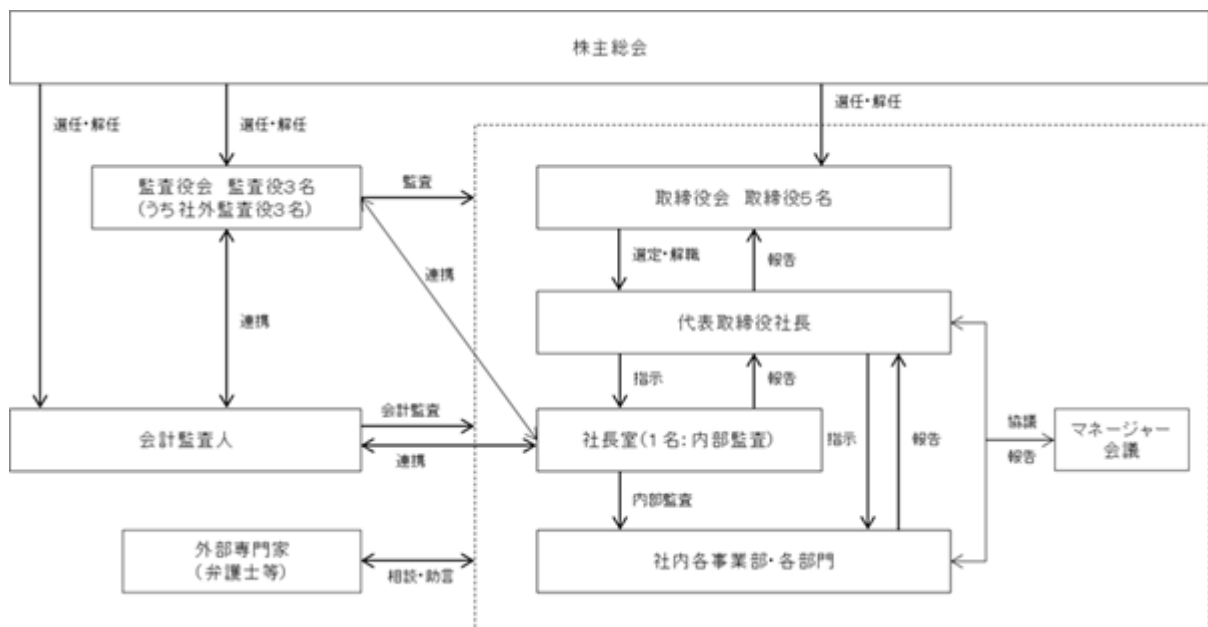 株主総会
選任・解任
選任・解任
選任・解任
監査役会 監査役3名
(うち社外監査役3名)
監査
取締役会 取締役5名
選定・解職
報告
連携
代表取締役社長
連携
指示
報告
会計監査人
会計監査
連携
社長室(1名:内部監査)
指示
報告
協議
報告
マネージャー
会議
内部監査
外部専門家
(弁護士等)
相談・助言
社内各事業部・各部門